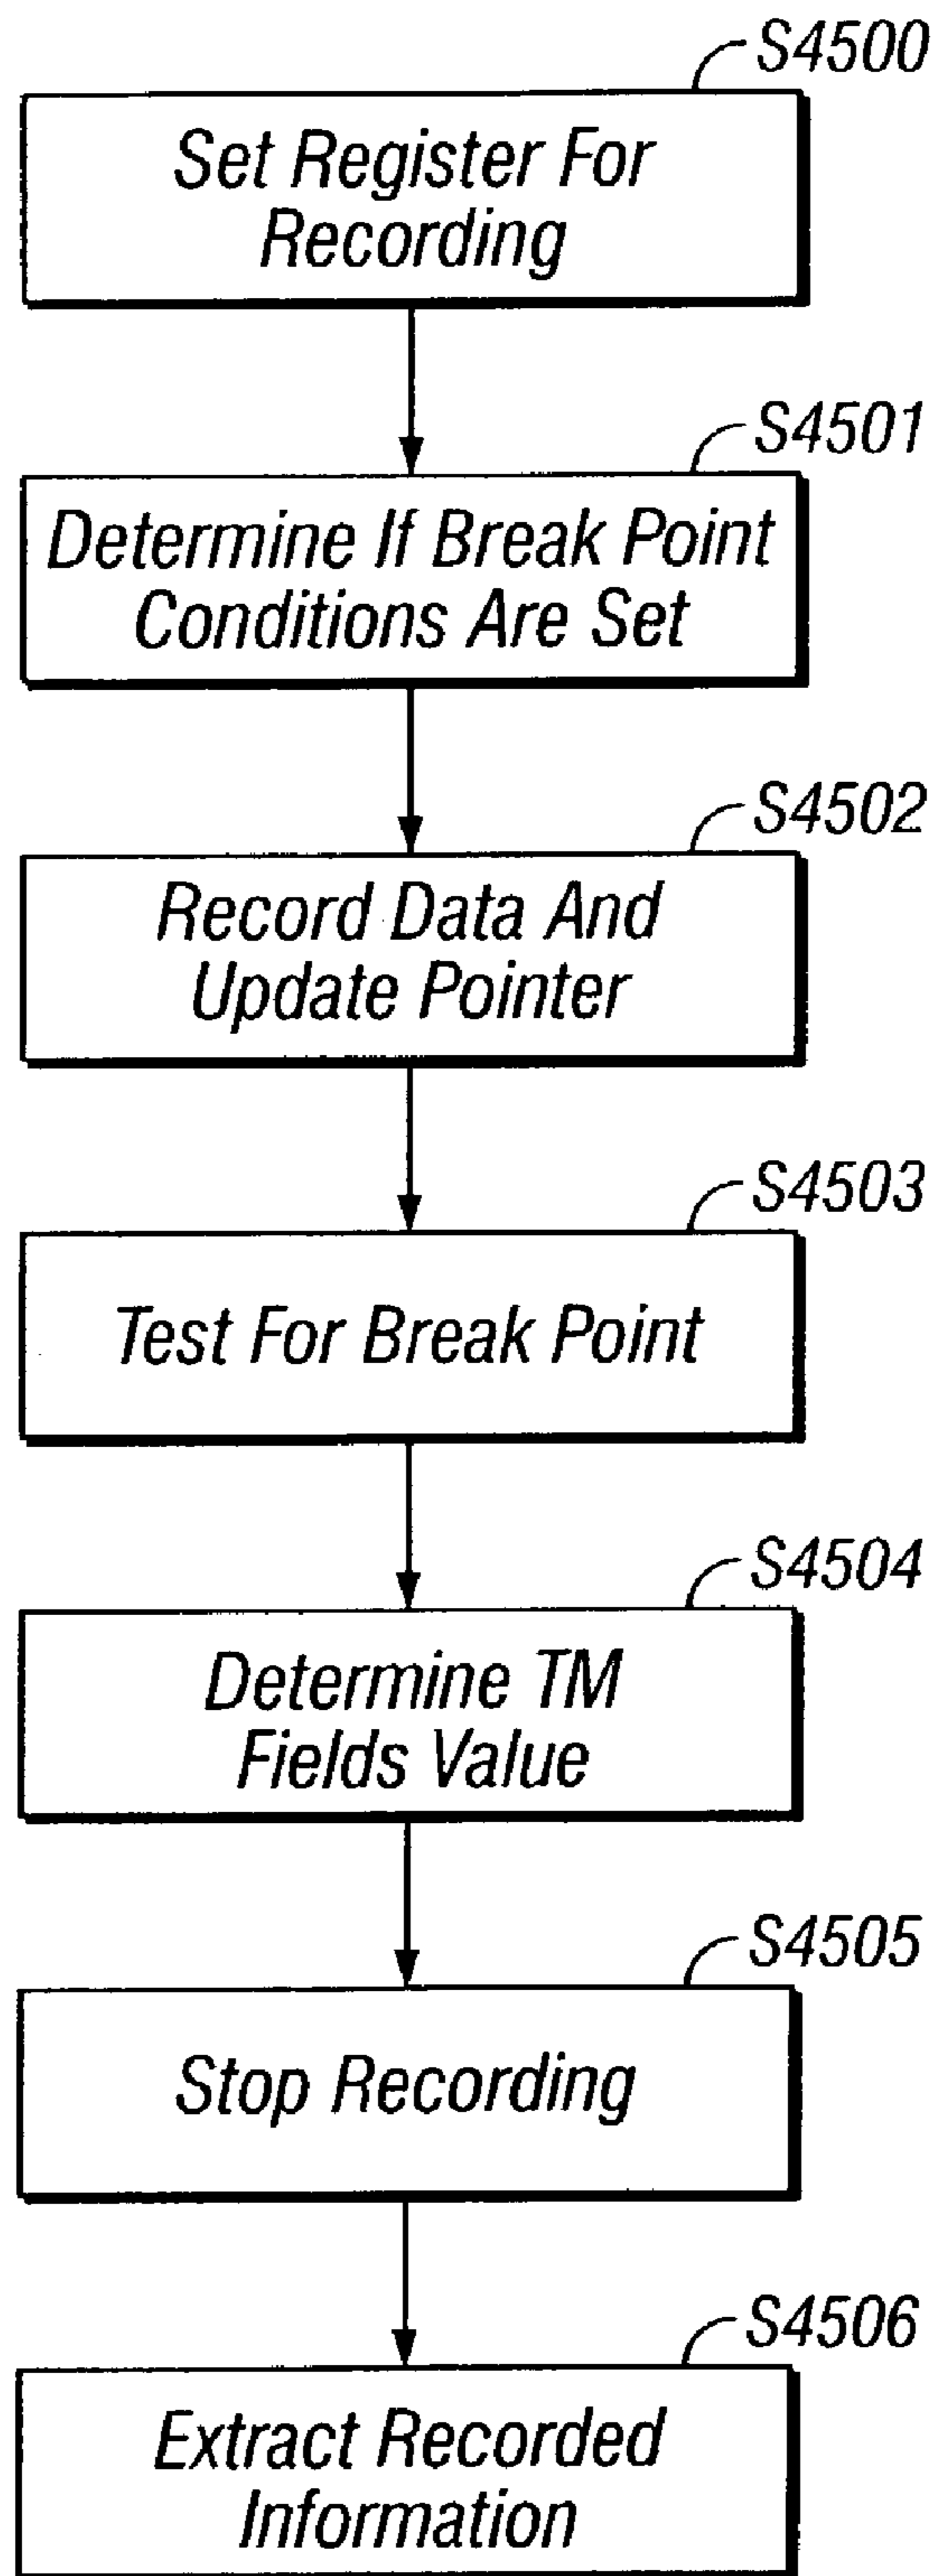 S4500
Set Register For
Recording
S4501
Determine If Break Point
Conditions Are Set
S4502
Record Data And
Update Pointer
S4503
Test For Break Point
S4504
Determine TM
Fields Value
S4505
Stop Recording
S4506
Extract Recorded
Information